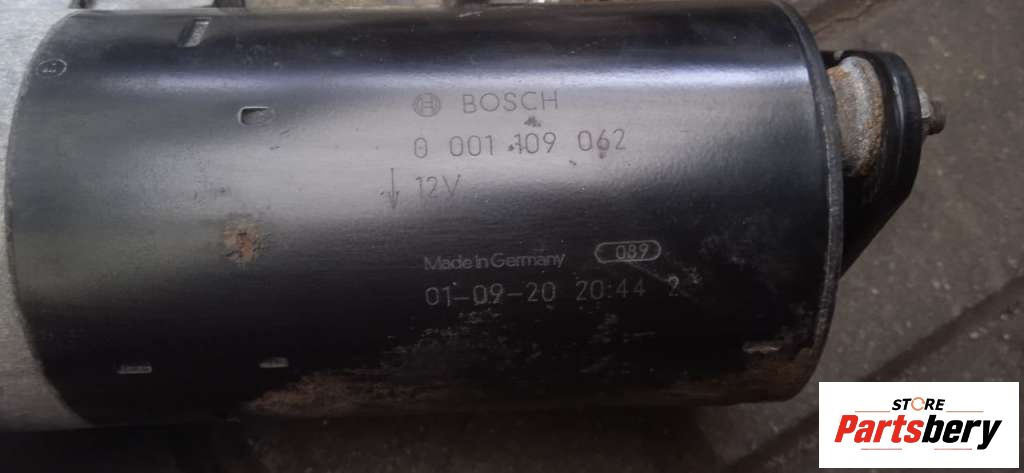 BOSCH
0 001 109 062
12V
Made in Germany 089
01-09-20 20:44 2
STORE
Partsbery